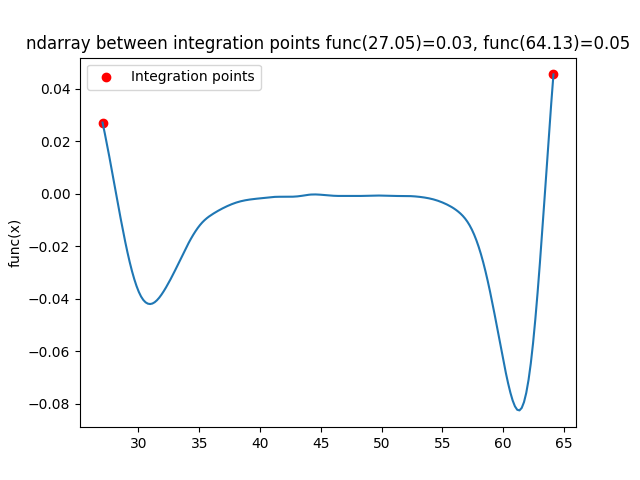 ndarray between integration points func(27.05)=0.03, func(64.13)=0.05
Integration points
0.04
0.02
0.00
−0.02
−0.04
−0.06
−0.08
func(x)
30 35 40 45 50 55 60 65